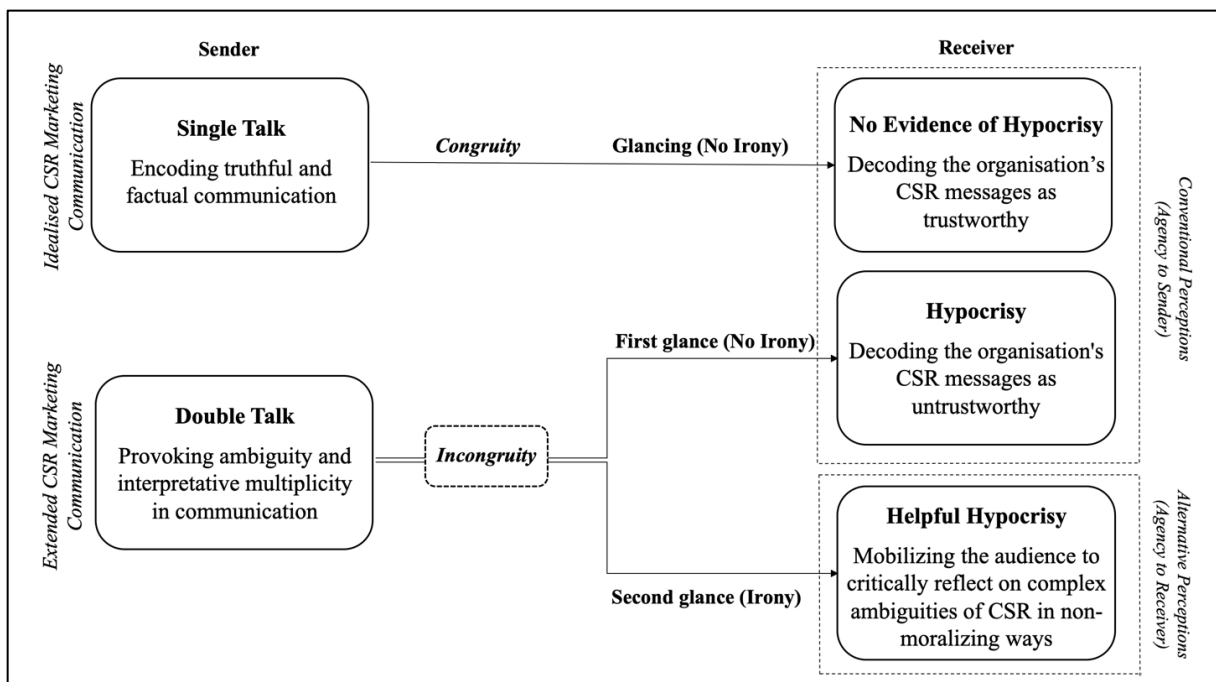 Sender
Receiver
Idealised CSR Marketing
Communication
Single Talk
Encoding truthful and
factual communication
Congruity
Glancing (No Irony)
No Evidence of Hypocrisy
Decoding the organisation's
CSR messages as
trustworthy
Conventional Perceptions
(Agency to Sender)
First glance (No Irony)
Hypocrisy
Decoding the organisation's
CSR messages as
untrustworthy
Extended CSR Marketing
Communication
Double Talk
Provoking ambiguity and
interpretative multiplicity
in communication
Incongruity
Second glance (Irony)
Helpful Hypocrisy
Mobilizing the audience to
critically reflect on complex
ambiguities of CSR in non-
moralizing ways
Alternative Perceptions
(Agency to Receiver)